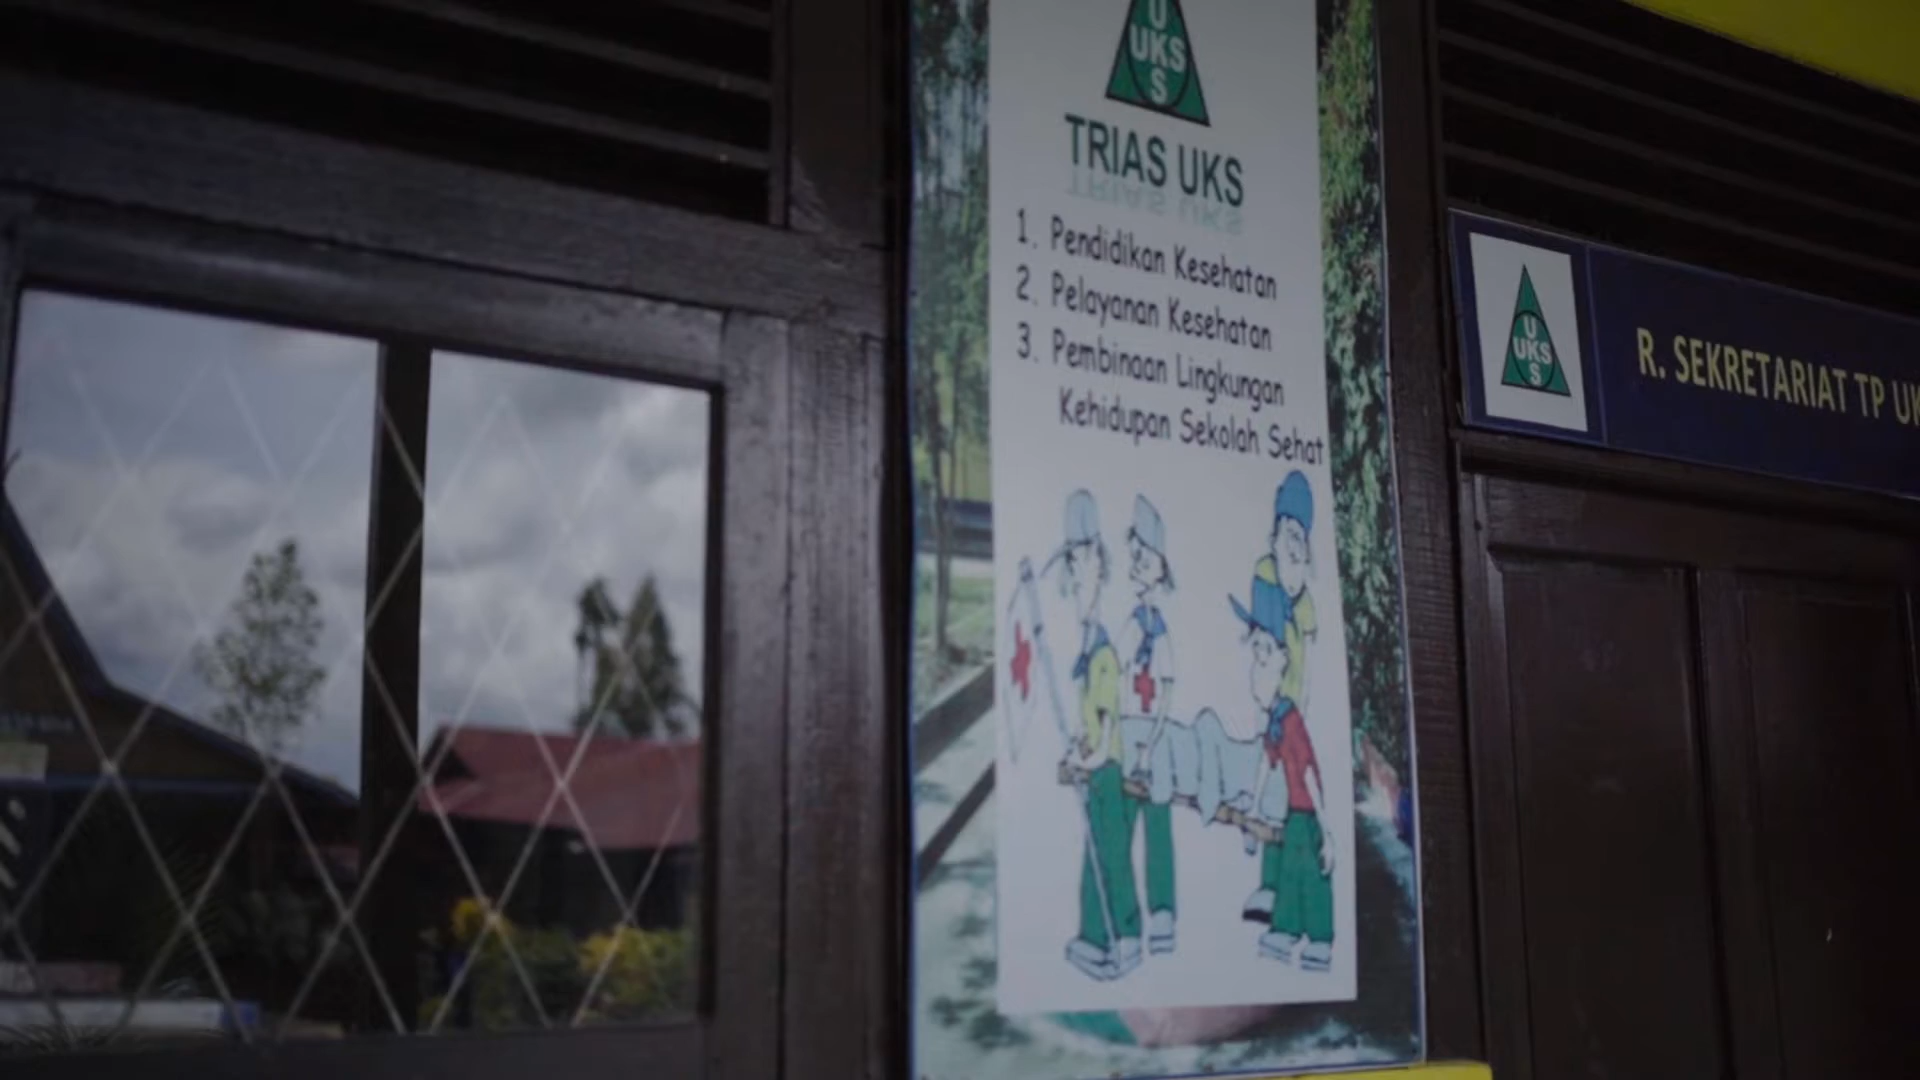 U
UKS
S
TRIAS UKS
1. Pendidikan Kesehatan
2. Pelayanan Kesehatan
3. Pembinaan Lingkungan
Kehidupan Sekolah Sehat
U
UKS
S
R. SEKRETARIAT TP UK